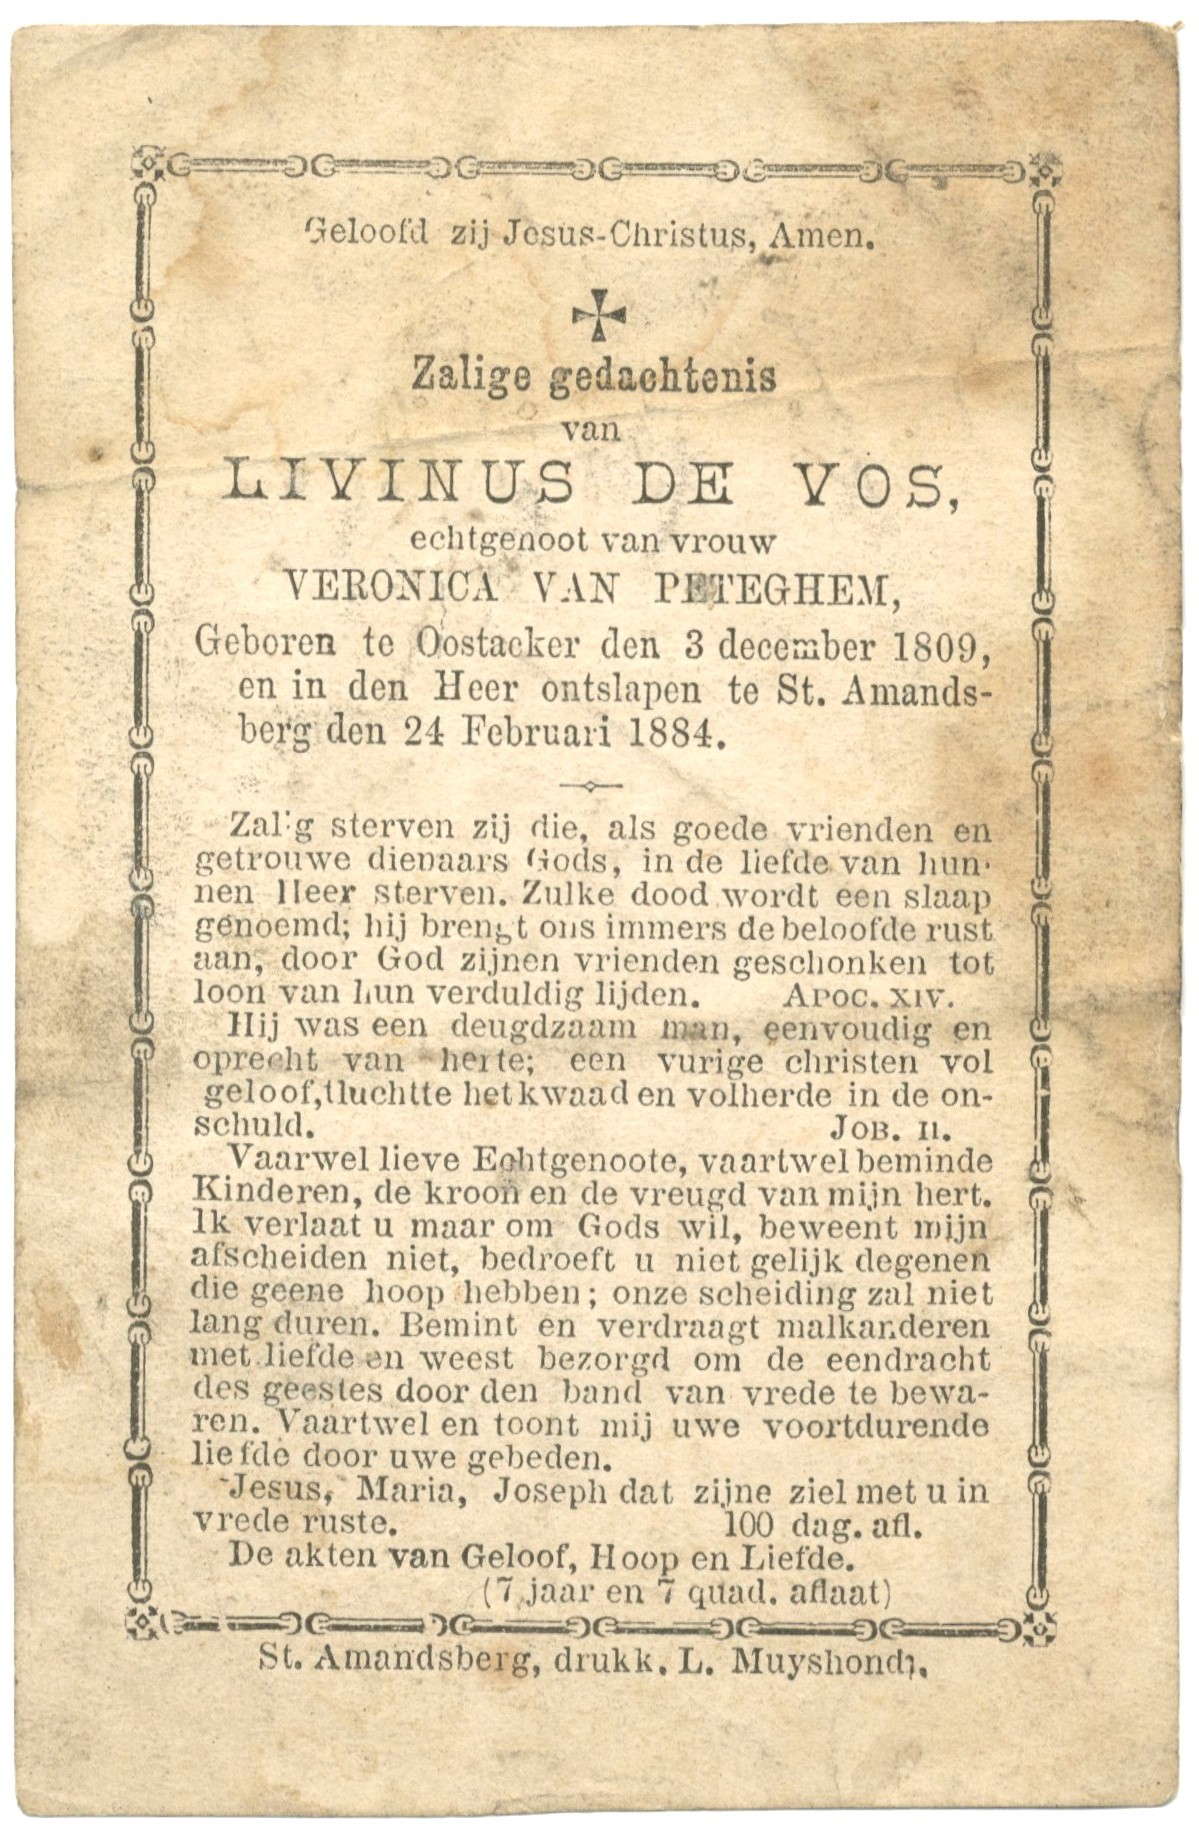 Geloofd zij Jesus-Christus, Amen.
Zalige gedachtenis
van
LIVINUS DE VOS,
echtgenoot van vrouw
VERONICA VAN PETEGHEM,
Geboren te Oostacker den 3 december 1809,
en in den Heer ontslapen te St. Amands-
berg den 24 Februari 1884.
Zalig sterven zij die, als goede vrienden en
getrouwe dienaars Gods, in de liefde van hun-
nen Heer sterven. Zulke dood wordt een slaap
genoemd; hij brengt ons immers de beloofde rust
aan, door God zijnen vrienden geschonken tot
loon van hun verduldig lijden. APOC. XIV.
Hij was een deugdzaam man, eenvoudig en
oprecht van herte; een vurige christen vol
geloof, vluchtte het kwaad en volherde in de on-
schuld. JOB. II.
Vaarwel lieve Echtgenoote, vaartwel beminde
Kinderen, de kroon en de vreugd van mijn hert.
Ik verlaat u maar om Gods wil, beweent mijn
afscheiden niet, bedroeft u niet gelijk degenen
die geene hoop hebben; onze scheiding zal niet
lang duren. Bemint en verdraagt malkanderen
met liefde en weest bezorgd om de eendracht
des geestes door den band van vrede te bewa-
ren. Vaartwel en toont mij uwe voortdurende
liefde door uwe gebeden.
Jesus, Maria, Joseph dat zijne ziel met u in
vrede ruste. 100 dag. afl.
De akten van Geloof, Hoop en Liefde.
(7 jaar en 7 quad. aflaat)
St. Amandsberg, drukk. L. Muyshondt.